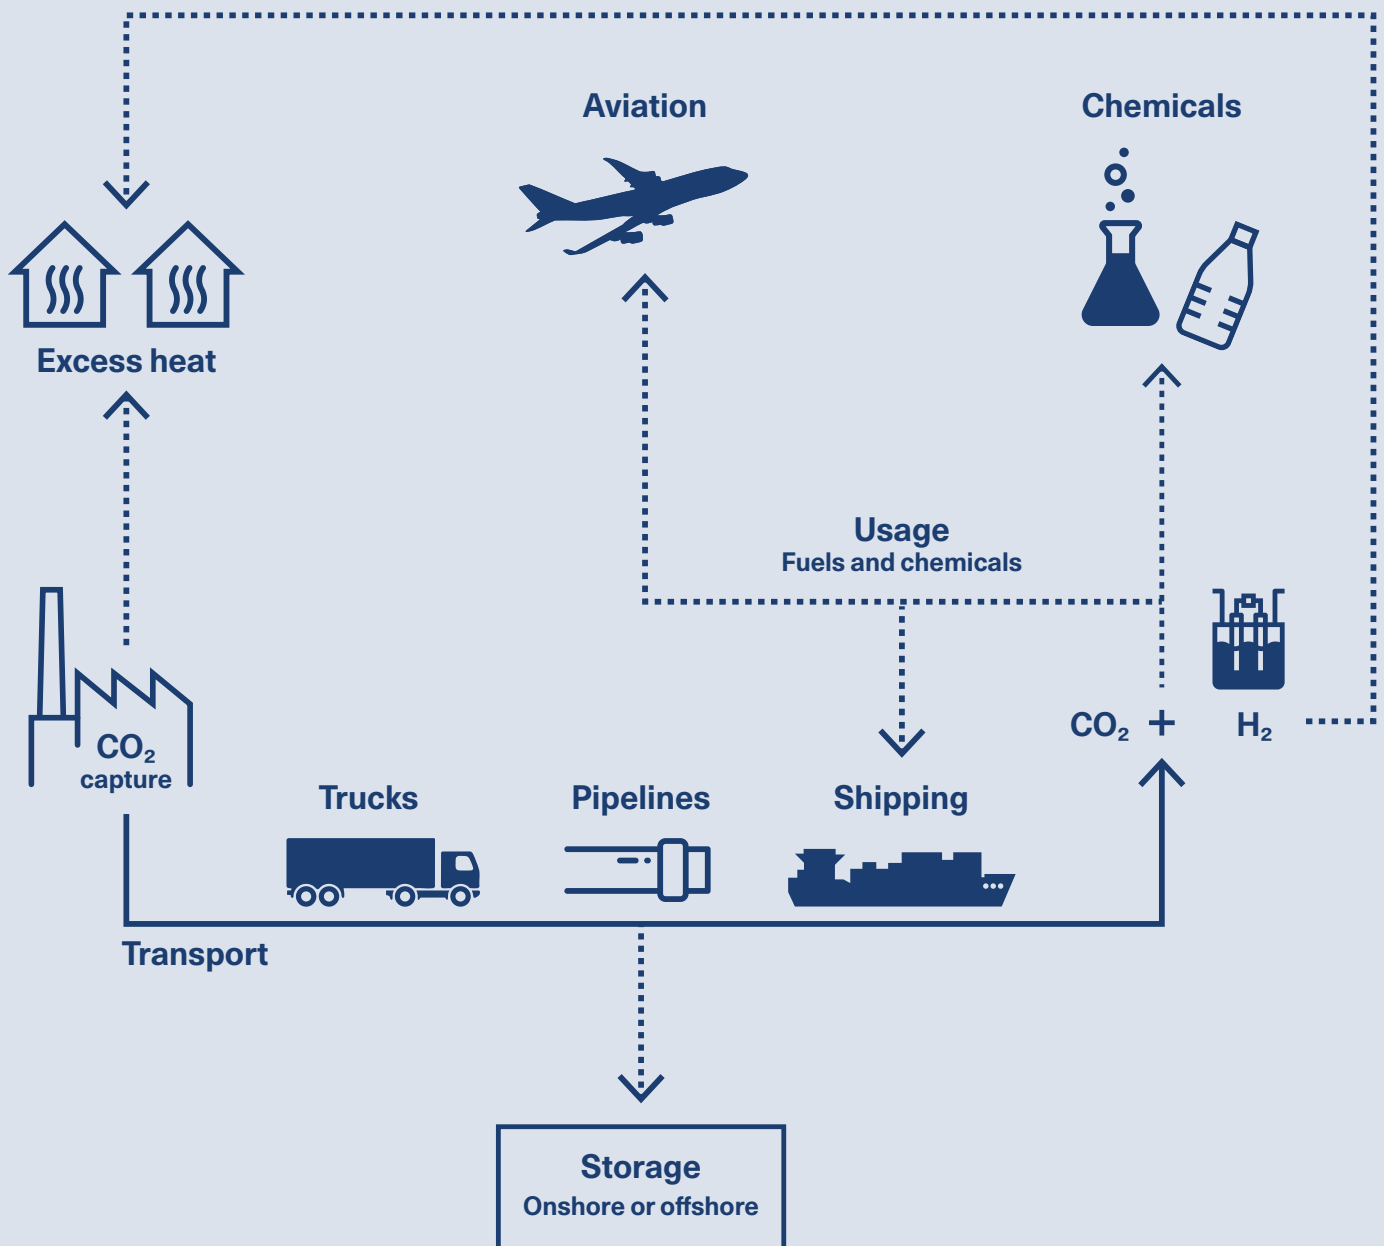 Aviation
Chemicals
Excess heat
Usage
Fuels and chemicals
CO₂ + H₂
CO₂
capture
Trucks
Pipelines
Shipping
Transport
Storage
Onshore or offshore